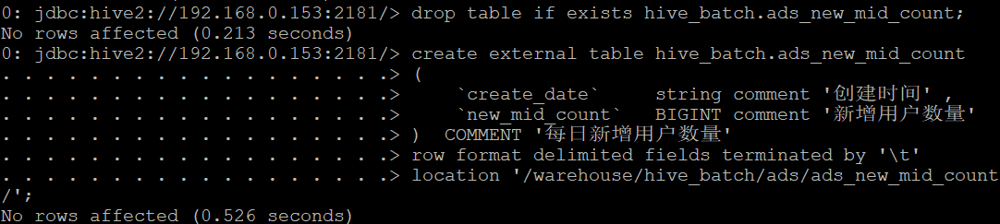 0: jdbc:hive2://192.168.0.153:2181/> drop table if exists hive_batch.ads_new_mid_count;
No rows affected (0.213 seconds)
0: jdbc:hive2://192.168.0.153:2181/> create external table hive_batch.ads_new_mid_count
. . . . . . . . . . . . . . . . . .> (
. . . . . . . . . . . . . . . . . .>     `create_date`     string comment '创建时间' ,
. . . . . . . . . . . . . . . . . .>     `new_mid_count`   BIGINT comment '新增用户数量'
. . . . . . . . . . . . . . . . . .> )  COMMENT '每日新增用户数量'
. . . . . . . . . . . . . . . . . .> row format delimited fields terminated by '\t'
. . . . . . . . . . . . . . . . . .> location '/warehouse/hive_batch/ads/ads_new_mid_count
/';
No rows affected (0.526 seconds)